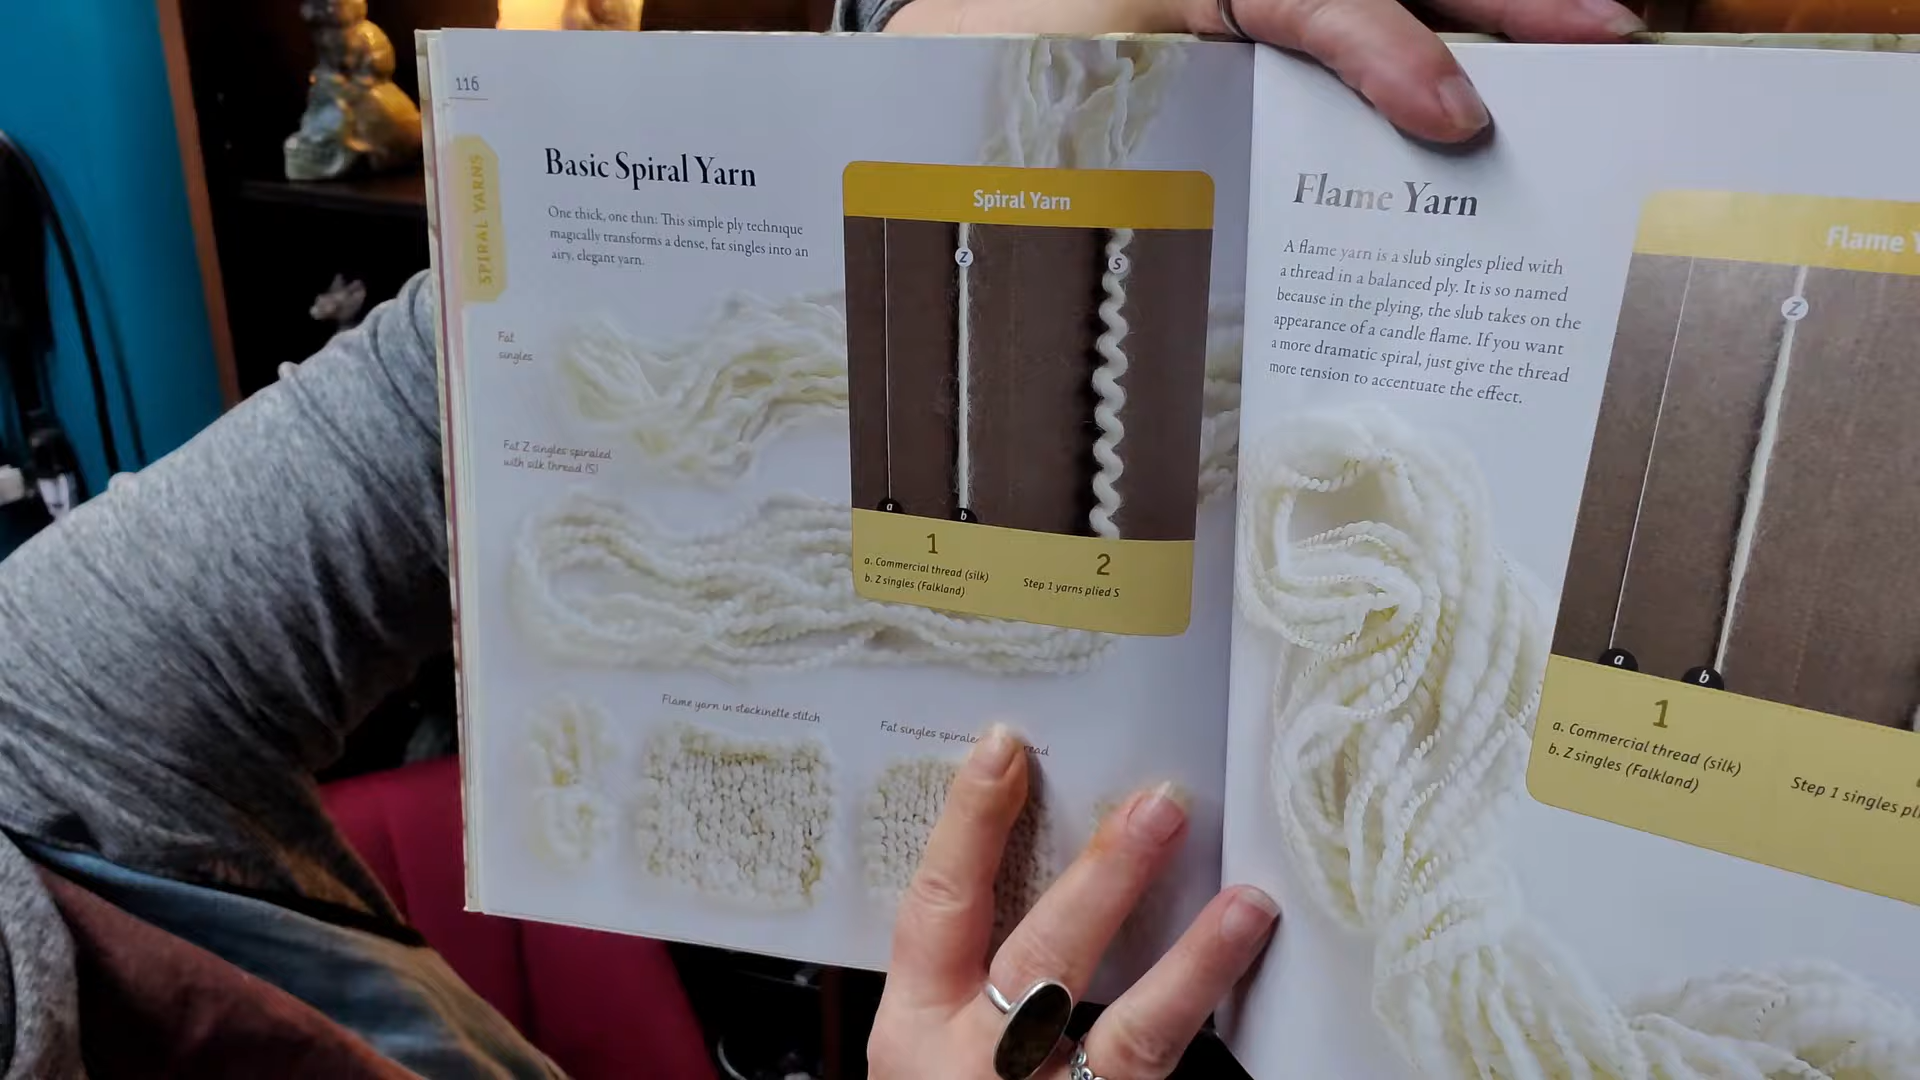 116
SPIRAL YARNS
Basic Spiral Yarn
One thick, one thin: This simple ply technique
magically transforms a dense, fat singles into an
airy, elegant yarn.
Fat
singles
Fat Z singles spiraled
with silk thread (S)
Spiral Yarn
Z
S
a
b
1
a. Commercial thread (silk)
b. Z singles (Falkland)
2
Step 1 yarns plied S
Flame yarn in stockinette stitch
Fat singles
Flame Yarn
A flame yarn is a slub singles plied with
a thread in a balanced ply. It is so named
because in the plying, the slub takes on the
appearance of a candle flame. If you want
a more dramatic spiral, just give the thread
more tension to accentuate the effect.
Flame
Z
a
b
1
a. Commercial thread (silk)
b. Z singles (Falkland)
Step 1 singles